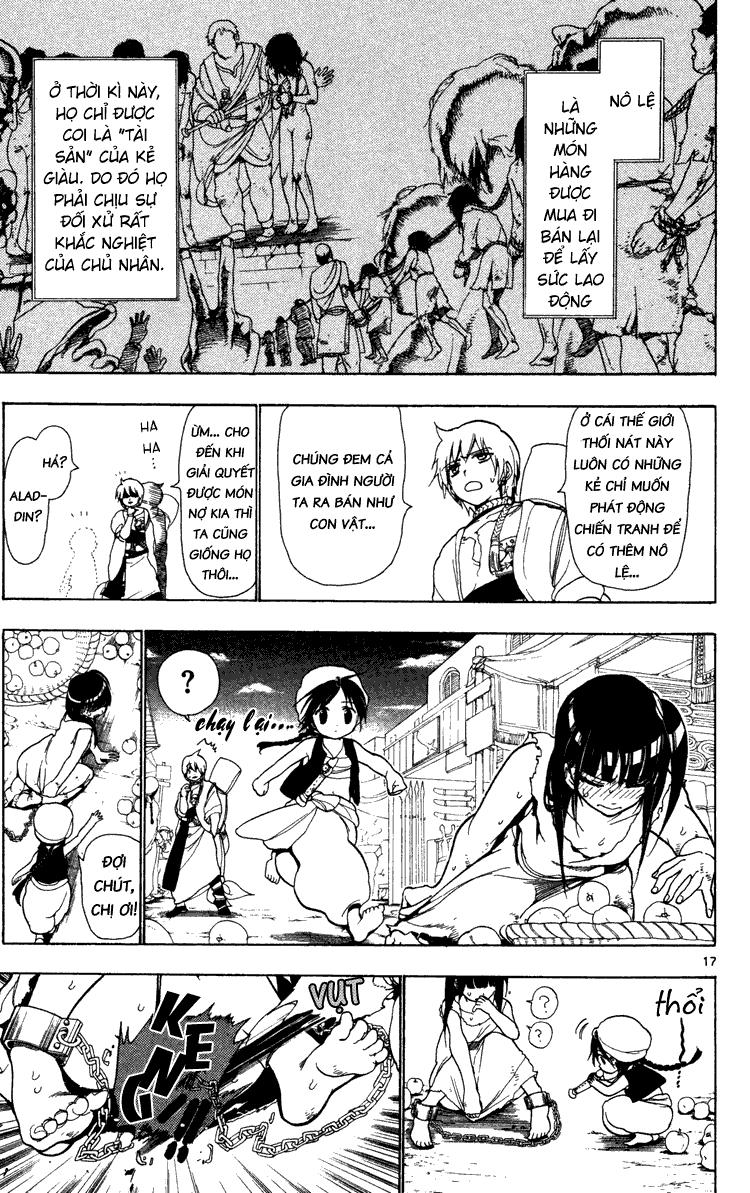 NÔ LỆ
LÀ
NHỮNG
MÓN
HÀNG
ĐƯỢC
MUA ĐI
BÁN LẠI
ĐỂ LẤY
SỨC LAO
ĐỘNG
Ở THỜI KÌ NÀY,
HỌ CHỈ ĐƯỢC
COI LÀ "TÀI
SẢN" CỦA KẺ
GIÀU. DO ĐÓ HỌ
PHẢI CHỊU SỰ
ĐỐI XỬ RẤT
KHẮC NGHIỆT
CỦA CHỦ NHÂN.
Ở CÁI THẾ GIỚI
THỐI NÁT NÀY
LUÔN CÓ NHỮNG
KẺ CHỈ MUỐN
PHÁT ĐỘNG
CHIẾN TRANH ĐỂ
CÓ THÊM NÔ
LỆ...
CHÚNG ĐEM CẢ
GIA ĐÌNH NGƯỜI
TA RA BÁN NHƯ
CON VẬT...
ỪM... CHO
ĐẾN KHI
GIẢI QUYẾT
ĐƯỢC MÓN
NỢ KIA THÌ
TA CŨNG
GIỐNG HỌ
THÔI...
HA
HA
HẢ?
ALAD-
DIN?
?
chạy lại....
ĐỢI
CHÚT,
CHỊ ƠI!
17
thổi
?
?
VỤT
KENG!!